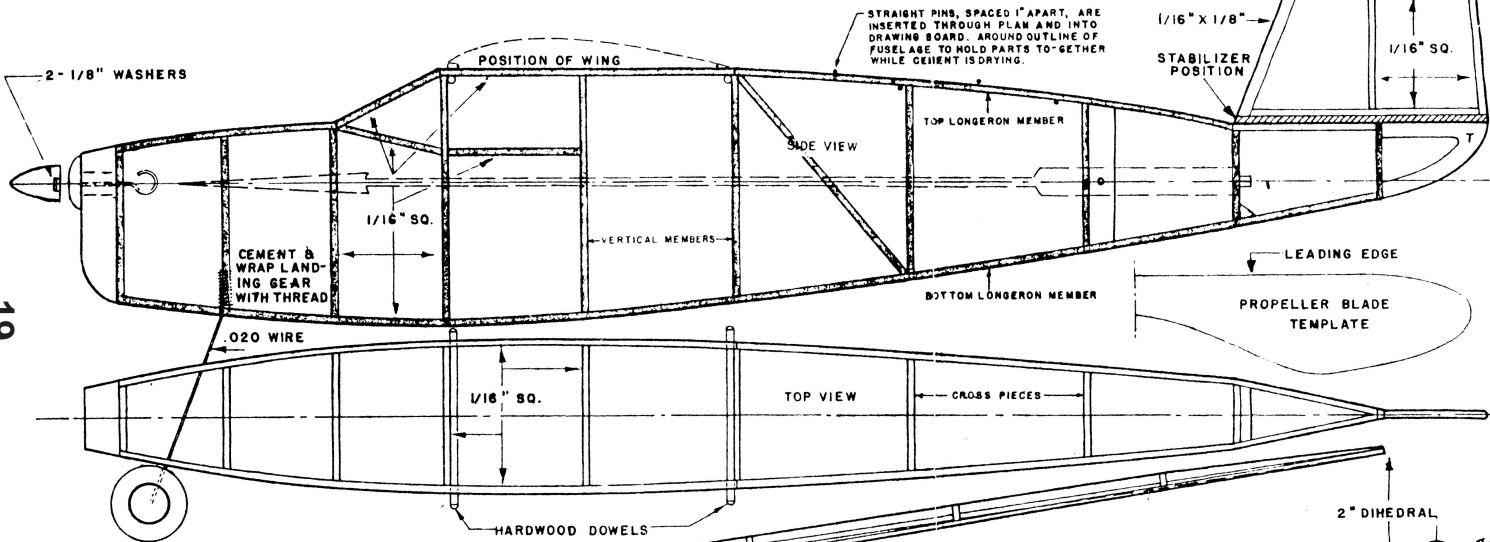 2-1/8" WASHERS
POSITION OF WING
STRAIGHT PINS, SPACED 1" APART, ARE
INSERTED THROUGH PLAN AND INTO
DRAWING BOARD. AROUND OUTLINE OF
FUSELAGE TO HOLD PARTS TO-GETHER
WHILE CEMENT IS DRYING.
1/16" X 1/8"
STABILIZER
POSITION
1/16" SQ.
TOP LONGERON MEMBER
SIDE VIEW
T
1/16" SQ.
VERTICAL MEMBERS
CEMENT &
WRAP LAND-
ING GEAR
WITH THREAD
BOTTOM LONGERON MEMBER
LEADING EDGE
PROPELLER BLADE
TEMPLATE
19
.020 WIRE
1/16" SQ.
TOP VIEW
CROSS PIECES
HARDWOOD DOWELS
2" DIHEDRAL